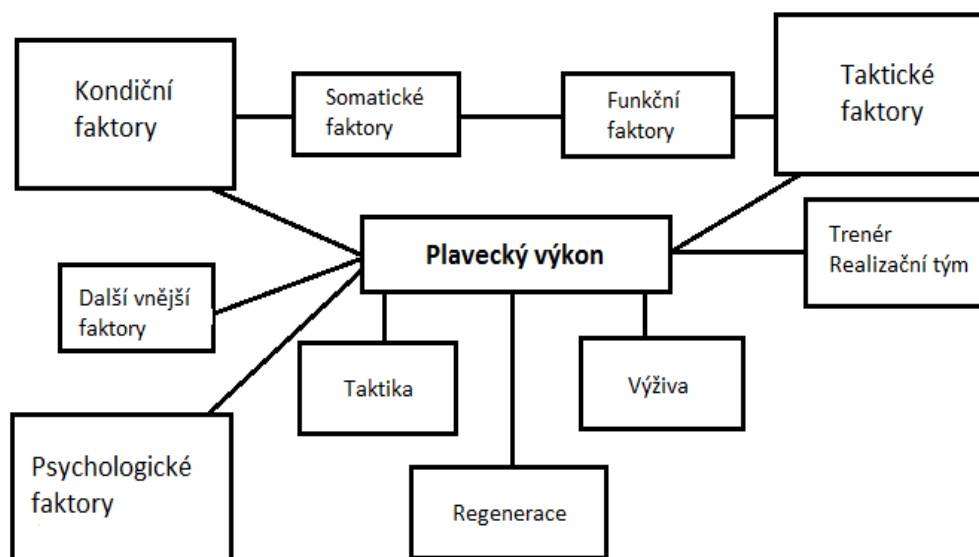 Kondiční
faktory
Somatické
faktory
Funkční
faktory
Taktické
faktory
Plavecký výkon
Trenér
Realizační tým
Další vnější
faktory
Taktika
Výživa
Psychologické
faktory
Regenerace